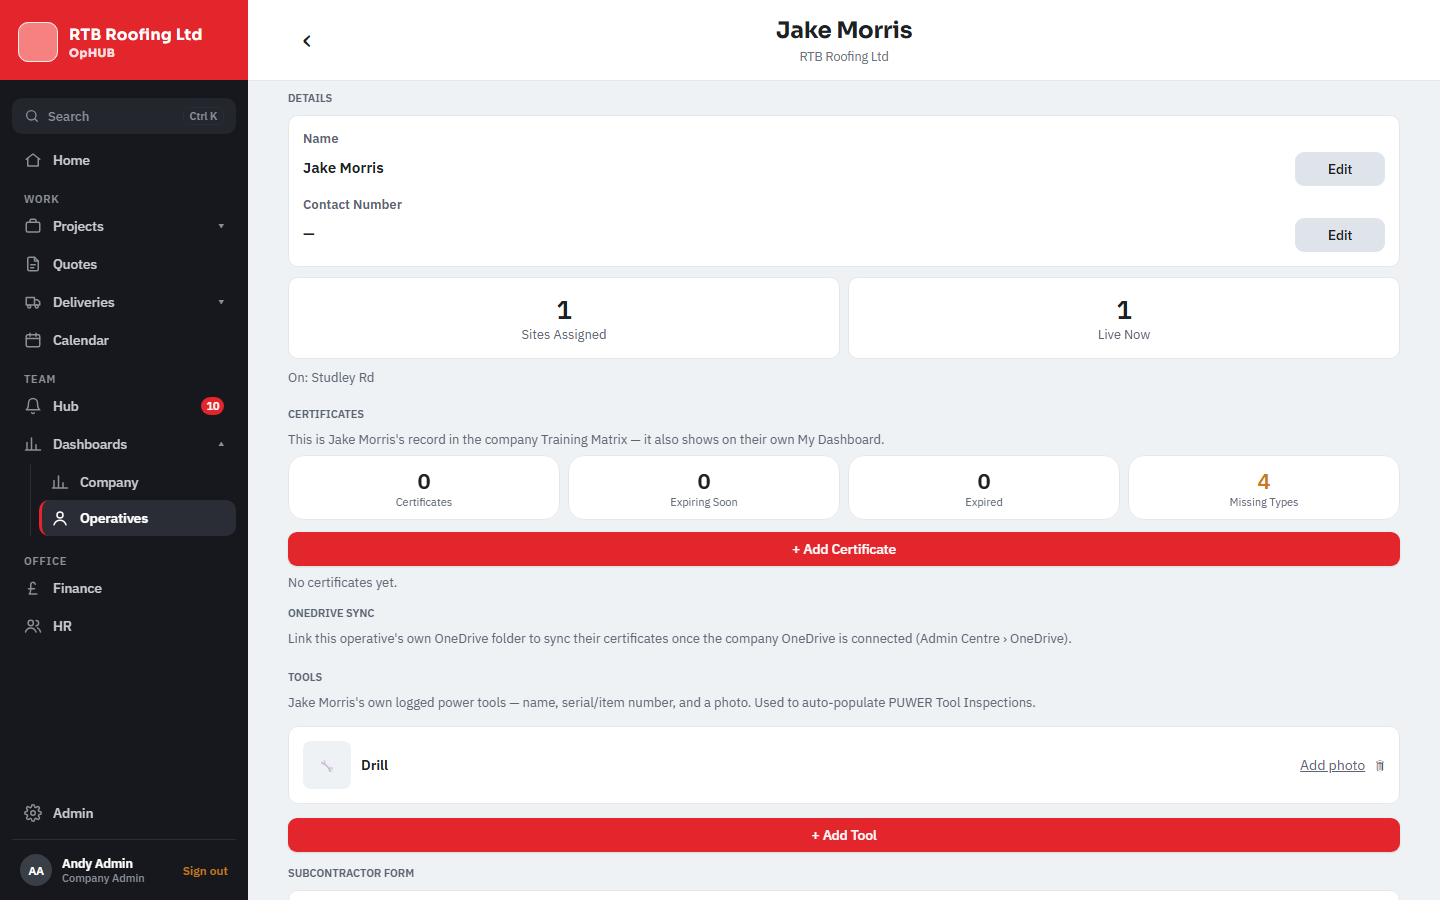 RTB Roofing Ltd
OpHUB
Search
Ctrl K
Home
WORK
Projects
Quotes
Deliveries
Calendar
TEAM
Hub
10
Dashboards
Company
Operatives
OFFICE
Finance
HR
Admin
AA
Andy Admin
Company Admin
Sign out
Jake Morris
RTB Roofing Ltd
DETAILS
Name
Jake Morris
Edit
Contact Number
—
Edit
1
Sites Assigned
1
Live Now
On: Studley Rd
CERTIFICATES
This is Jake Morris's record in the company Training Matrix — it also shows on their own My Dashboard.
0
Certificates
0
Expiring Soon
0
Expired
4
Missing Types
+ Add Certificate
No certificates yet.
ONEDRIVE SYNC
Link this operative's own OneDrive folder to sync their certificates once the company OneDrive is connected (Admin Centre › OneDrive).
TOOLS
Jake Morris's own logged power tools — name, serial/item number, and a photo. Used to auto-populate PUWER Tool Inspections.
Drill
Add photo
+ Add Tool
SUBCONTRACTOR FORM